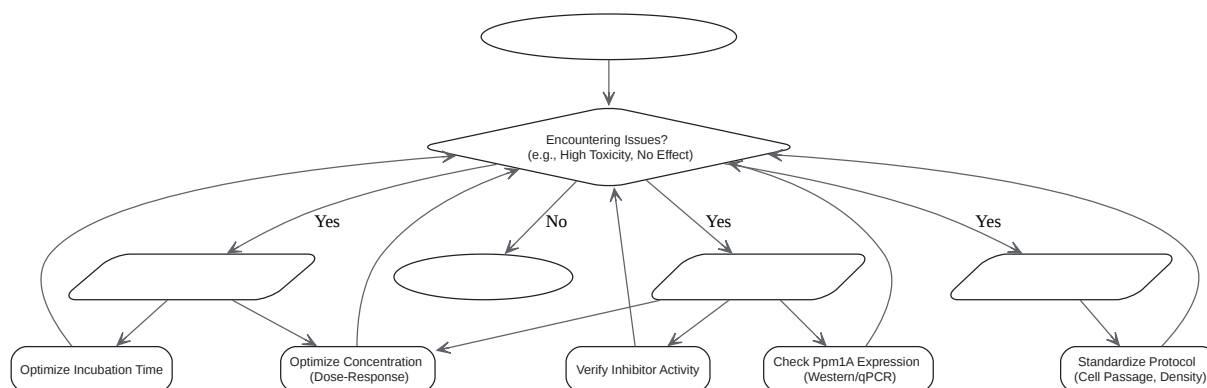 Encountering Issues?
(e.g., High Toxicity, No Effect)
Yes
No
Yes
Yes
Optimize Incubation Time
Optimize Concentration
(Dose-Response)
Verify Inhibitor Activity
Check Ppm1A Expression
(Western/qPCR)
Standardize Protocol
(Cell Passage, Density)